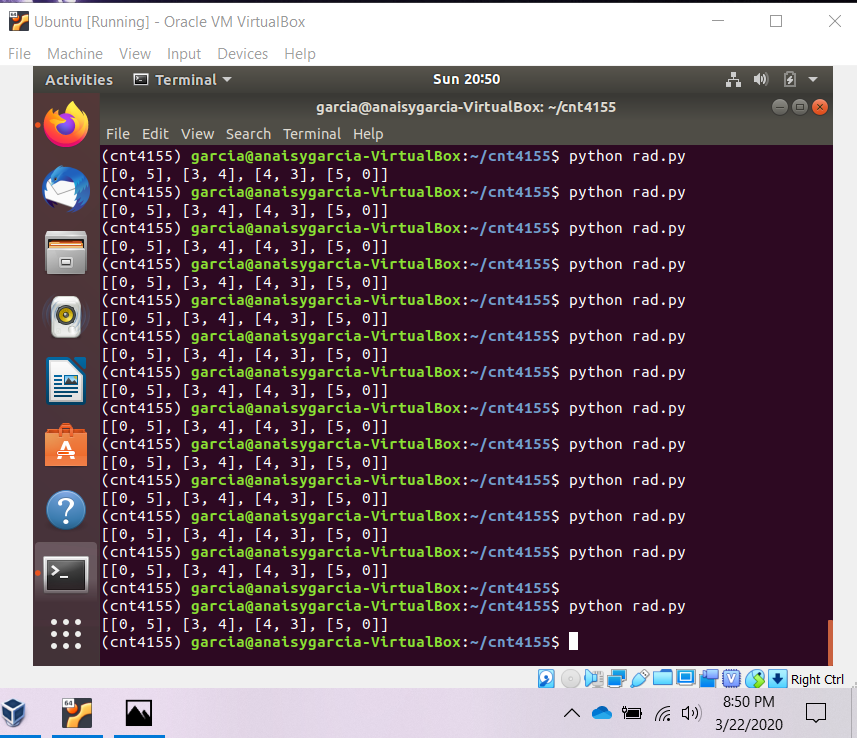 Ubuntu [Running] - Oracle VM VirtualBox
File Machine View Input Devices Help
Activities Terminal Sun 20:50
garcia@anaisygarcia-VirtualBox: ~/cnt4155
File Edit View Search Terminal Help
(cnt4155) garcia@anaisygarcia-VirtualBox:~/cnt4155$ python rad.py
[[0, 5], [3, 4], [4, 3], [5, 0]]
(cnt4155) garcia@anaisygarcia-VirtualBox:~/cnt4155$ python rad.py
[[0, 5], [3, 4], [4, 3], [5, 0]]
(cnt4155) garcia@anaisygarcia-VirtualBox:~/cnt4155$ python rad.py
[[0, 5], [3, 4], [4, 3], [5, 0]]
(cnt4155) garcia@anaisygarcia-VirtualBox:~/cnt4155$ python rad.py
[[0, 5], [3, 4], [4, 3], [5, 0]]
(cnt4155) garcia@anaisygarcia-VirtualBox:~/cnt4155$ python rad.py
[[0, 5], [3, 4], [4, 3], [5, 0]]
(cnt4155) garcia@anaisygarcia-VirtualBox:~/cnt4155$ python rad.py
[[0, 5], [3, 4], [4, 3], [5, 0]]
(cnt4155) garcia@anaisygarcia-VirtualBox:~/cnt4155$ python rad.py
[[0, 5], [3, 4], [4, 3], [5, 0]]
(cnt4155) garcia@anaisygarcia-VirtualBox:~/cnt4155$ python rad.py
[[0, 5], [3, 4], [4, 3], [5, 0]]
(cnt4155) garcia@anaisygarcia-VirtualBox:~/cnt4155$ python rad.py
[[0, 5], [3, 4], [4, 3], [5, 0]]
(cnt4155) garcia@anaisygarcia-VirtualBox:~/cnt4155$ python rad.py
[[0, 5], [3, 4], [4, 3], [5, 0]]
(cnt4155) garcia@anaisygarcia-VirtualBox:~/cnt4155$ python rad.py
[[0, 5], [3, 4], [4, 3], [5, 0]]
(cnt4155) garcia@anaisygarcia-VirtualBox:~/cnt4155$ python rad.py
[[0, 5], [3, 4], [4, 3], [5, 0]]
(cnt4155) garcia@anaisygarcia-VirtualBox:~/cnt4155$
(cnt4155) garcia@anaisygarcia-VirtualBox:~/cnt4155$ python rad.py
[[0, 5], [3, 4], [4, 3], [5, 0]]
(cnt4155) garcia@anaisygarcia-VirtualBox:~/cnt4155$
Right Ctrl
64
8:50 PM
3/22/2020